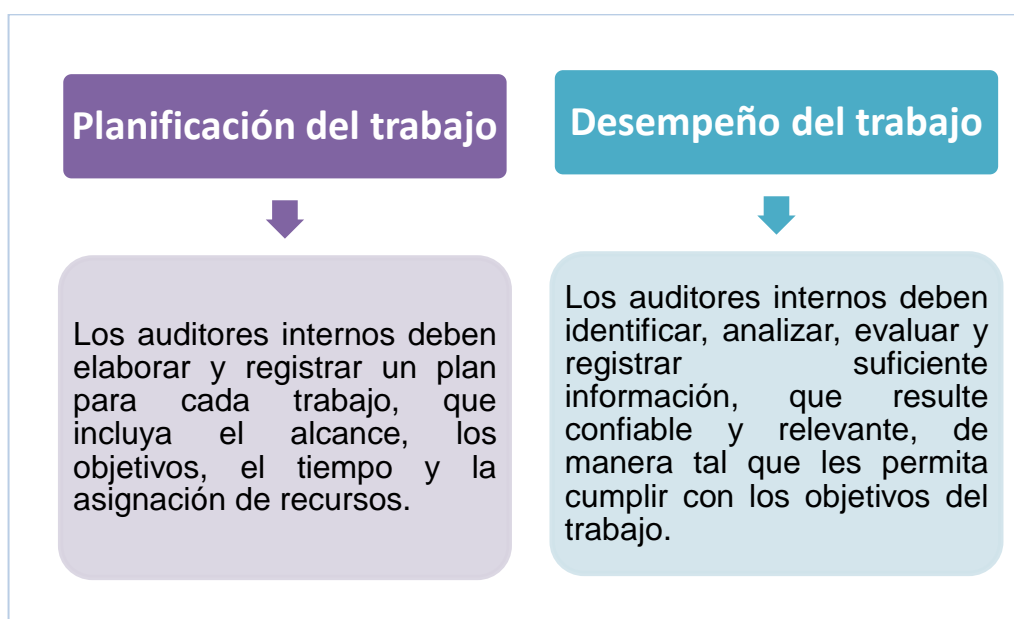 Planificación del trabajo
Los auditores internos deben
elaborar y registrar un plan
para cada trabajo, que
incluya el alcance, los
objetivos, el tiempo y la
asignación de recursos.
Desempeño del trabajo
Los auditores internos deben
identificar, analizar, evaluar y
registrar suficiente
información, que resulte
confiable y relevante, de
manera tal que les permita
cumplir con los objetivos del
trabajo.